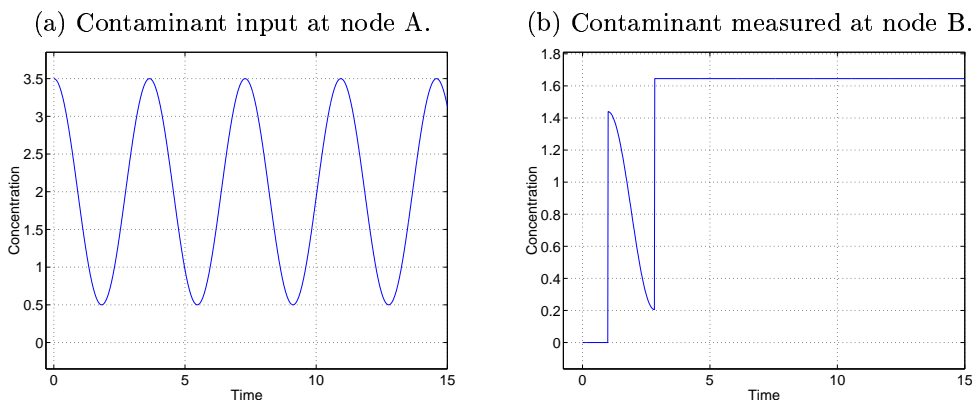 (a) Contaminant input at node A.
3.5
3
2.5
2
1.5
1
0.5
0
Concentration
0 5 10 15
Time
(b) Contaminant measured at node B.
1.8
1.6
1.4
1.2
1
0.8
0.6
0.4
0.2
0
Concentration
0 5 10 15
Time